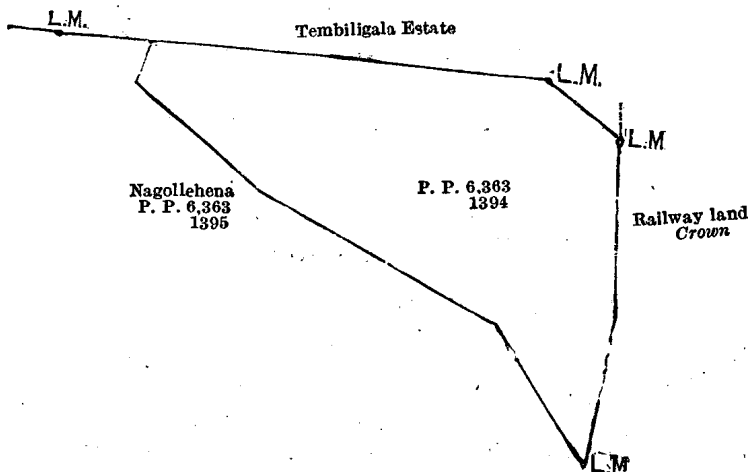 L.M.
Tembiligala Estate
L.M.
L.M
Nagollehena
P. P. 6,363
1395
P. P. 6,363
1394
Railway land
Crown
L.M